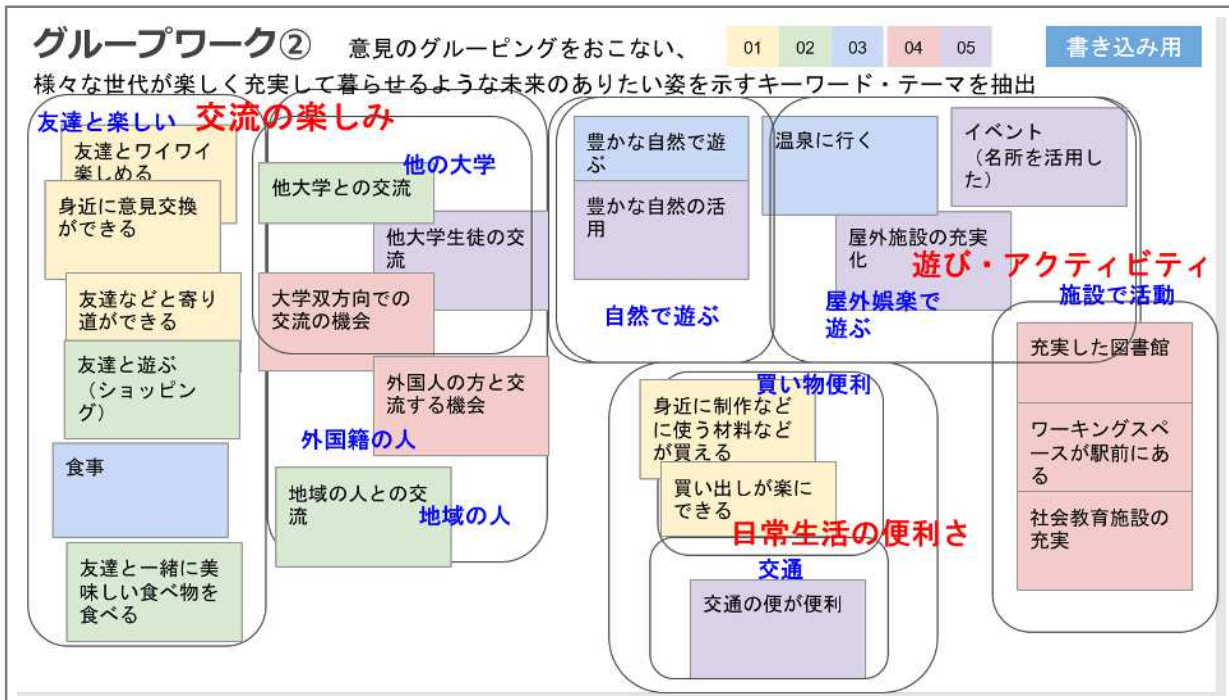 グループワーク②
意見のグルーピングをおこない、
01
02
03
04
05
書き込み用
様々な世代が楽しく充実して暮らせるような未来のありたい姿を示すキーワード・テーマを抽出
友達と楽しい
交流の楽しみ
友達とワイワイ
楽しめる
身近に意見交換
ができる
友達などと寄り
道ができる
友達と遊ぶ
（ショッピン
グ）
食事
友達と一緒に美
味しい食べ物を
食べる
他の大学
他大学との交流
他大学生徒の交
流
大学双方向での
交流の機会
外国人の方と交
流する機会
外国籍の人
地域の人との交
流
地域の人
豊かな自然で遊
ぶ
豊かな自然の活
用
自然で遊ぶ
温泉に行く
イベント
（名所を活用し
た）
屋外施設の充実
化
遊び・アクティビティ
屋外娯楽で
遊ぶ
施設で活動
充実した図書館
ワーキングスペ
ースが駅前にあ
る
社会教育施設の
充実
買い物便利
身近に制作など
に使う材料など
が買える
買い出しが楽に
できる
日常生活の便利さ
交通
交通の便が便利